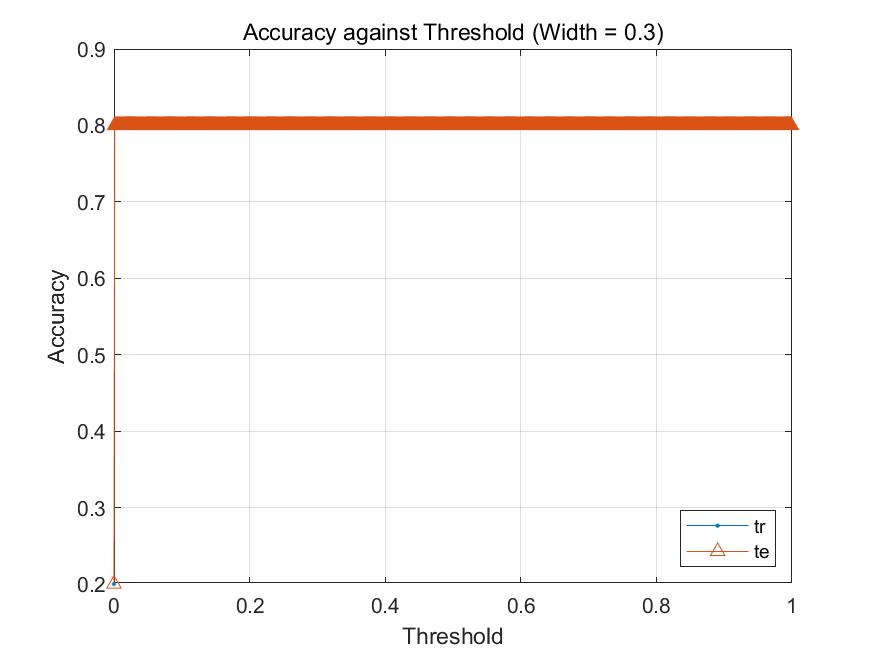 Accuracy against Threshold (Width = 0.3)
0.9
0.8
0.7
0.6
0.5
0.4
0.3
0.2
Accuracy
tr
te
0 0.2 0.4 0.6 0.8 1
Threshold